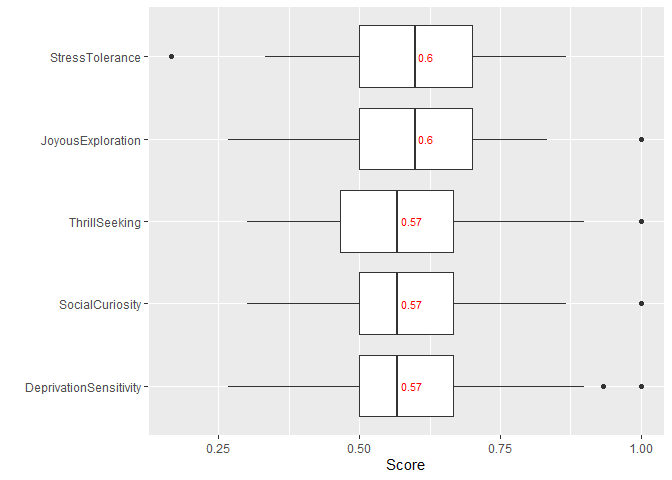 StressTolerance
0.6
JoyousExploration
0.6
ThrillSeeking
0.57
SocialCuriosity
0.57
DeprivationSensitivity
0.57
0.25 0.50 0.75 1.00
Score